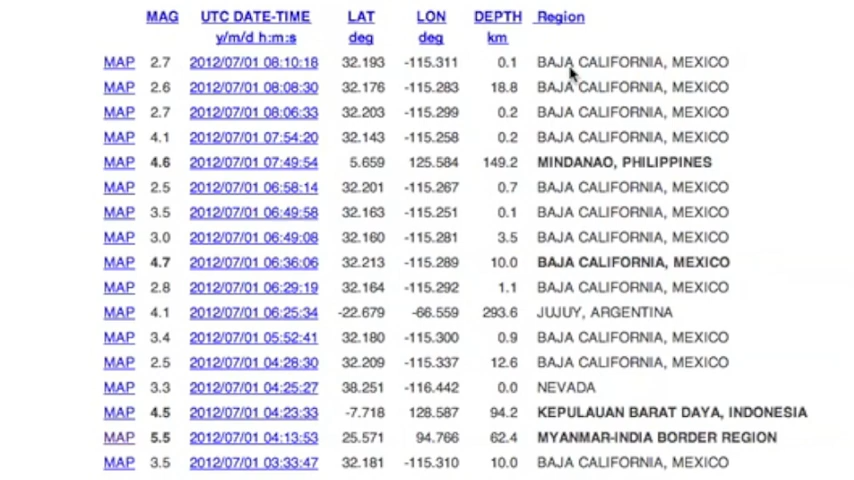 MAG UTC DATE-TIME LAT LON DEPTH Region
y/m/d h:m:s deg deg km
MAP 2.7 2012/07/01 08:10:18 32.193 -115.311 0.1 BAJA CALIFORNIA, MEXICO
MAP 2.6 2012/07/01 08:08:30 32.176 -115.283 18.8 BAJA CALIFORNIA, MEXICO
MAP 2.7 2012/07/01 08:06:33 32.203 -115.299 0.2 BAJA CALIFORNIA, MEXICO
MAP 4.1 2012/07/01 07:54:20 32.143 -115.258 0.2 BAJA CALIFORNIA, MEXICO
MAP 4.6 2012/07/01 07:49:54 5.659 125.584 149.2 MINDANAO, PHILIPPINES
MAP 2.5 2012/07/01 06:58:14 32.201 -115.267 0.7 BAJA CALIFORNIA, MEXICO
MAP 3.5 2012/07/01 06:49:58 32.163 -115.251 0.1 BAJA CALIFORNIA, MEXICO
MAP 3.0 2012/07/01 06:49:08 32.160 -115.281 3.5 BAJA CALIFORNIA, MEXICO
MAP 4.7 2012/07/01 06:36:06 32.213 -115.289 10.0 BAJA CALIFORNIA, MEXICO
MAP 2.8 2012/07/01 06:29:19 32.164 -115.292 1.1 BAJA CALIFORNIA, MEXICO
MAP 4.1 2012/07/01 06:25:34 -22.679 -66.559 293.6 JUJUY, ARGENTINA
MAP 3.4 2012/07/01 05:52:41 32.180 -115.300 0.9 BAJA CALIFORNIA, MEXICO
MAP 2.5 2012/07/01 04:28:30 32.209 -115.337 12.6 BAJA CALIFORNIA, MEXICO
MAP 3.3 2012/07/01 04:25:27 38.251 -116.442 0.0 NEVADA
MAP 4.5 2012/07/01 04:23:33 -7.718 128.587 94.2 KEPULAUAN BARAT DAYA, INDONESIA
MAP 5.5 2012/07/01 04:13:53 25.571 94.766 62.4 MYANMAR-INDIA BORDER REGION
MAP 3.5 2012/07/01 03:33:47 32.181 -115.310 10.0 BAJA CALIFORNIA, MEXICO